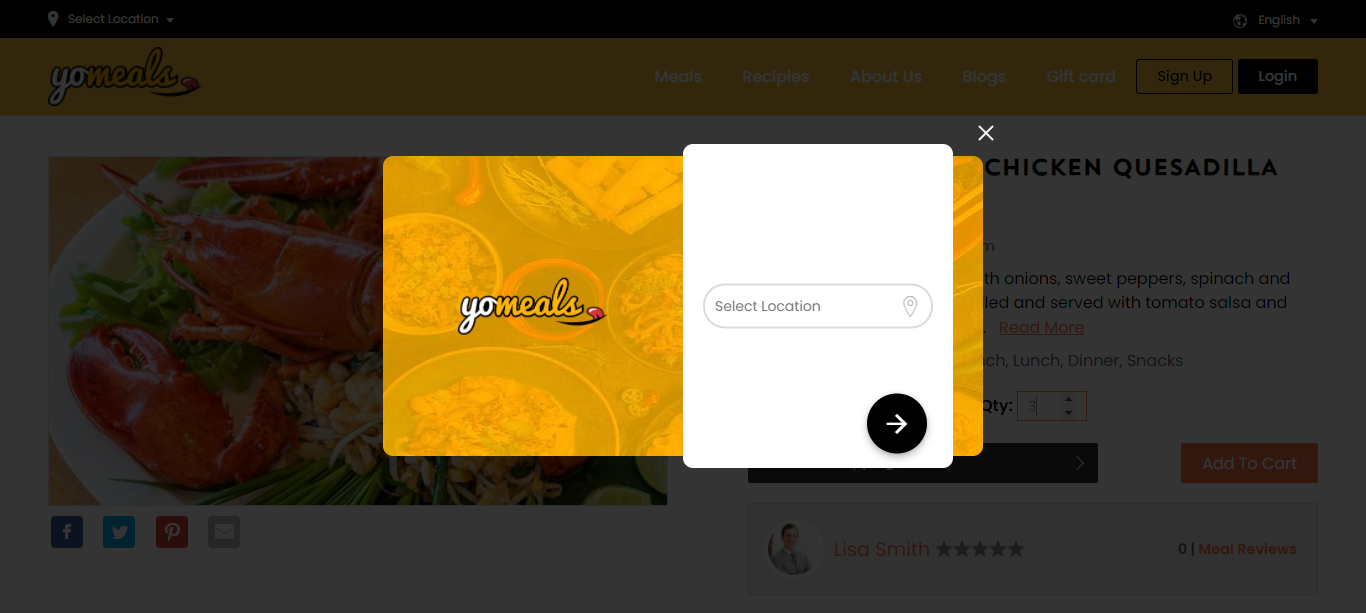 Select Location
English
yomeals
Meals
Recipies
About Us
Blogs
Gift card
Sign Up
Login
CHICKEN QUESADILLA
yomeals
Select Location
th onions, sweet peppers, spinach and
led and served with tomato salsa and
Read More
Lunch, Dinner, Snacks
Qty: 3
Add To Cart
Lisa Smith
0 | Meal Reviews